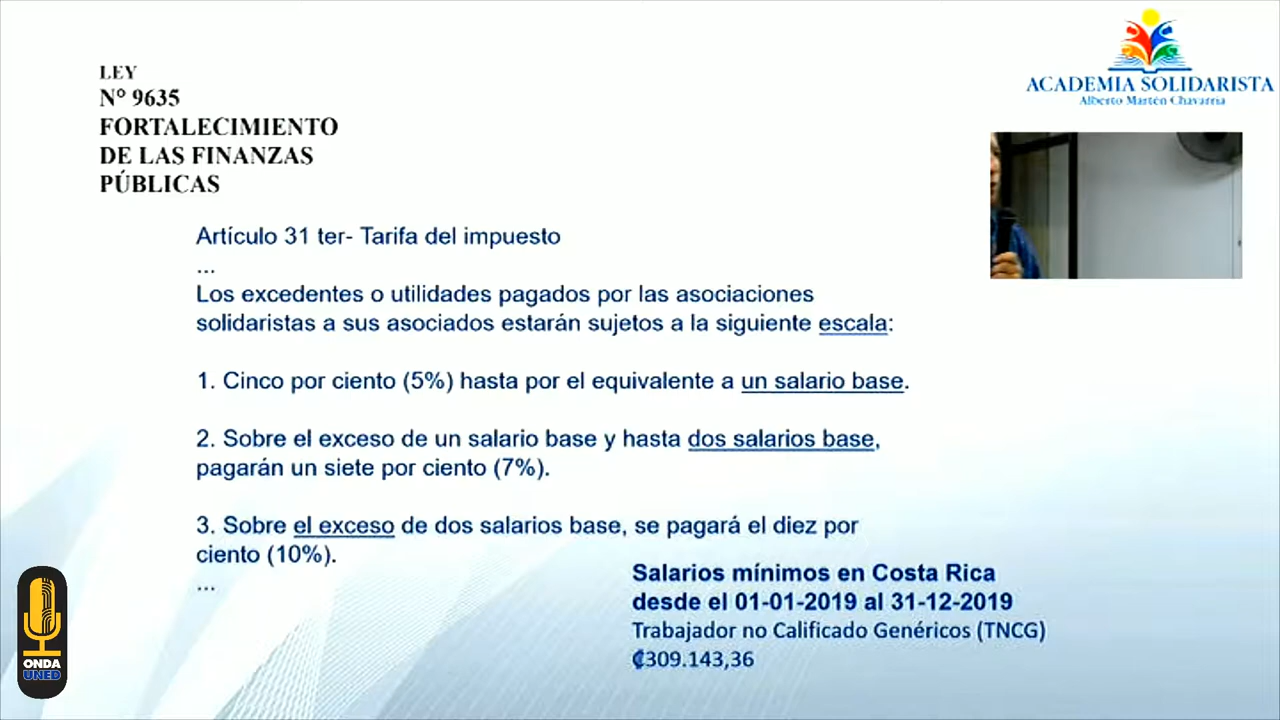 LEY
N° 9635
FORTALECIMIENTO
DE LAS FINANZAS
PÚBLICAS
ACADEMIA SOLIDARISTA
Alberto Martén Chavarría
Artículo 31 ter- Tarifa del impuesto
...
Los excedentes o utilidades pagados por las asociaciones
solidaristas a sus asociados estarán sujetos a la siguiente escala:
1. Cinco por ciento (5%) hasta por el equivalente a un salario base.
2. Sobre el exceso de un salario base y hasta dos salarios base,
pagarán un siete por ciento (7%).
3. Sobre el exceso de dos salarios base, se pagará el diez por
ciento (10%).
...
Salarios mínimos en Costa Rica
desde el 01-01-2019 al 31-12-2019
Trabajador no Calificado Genéricos (TNCG)
₡309.143,36
ONDA
UNED